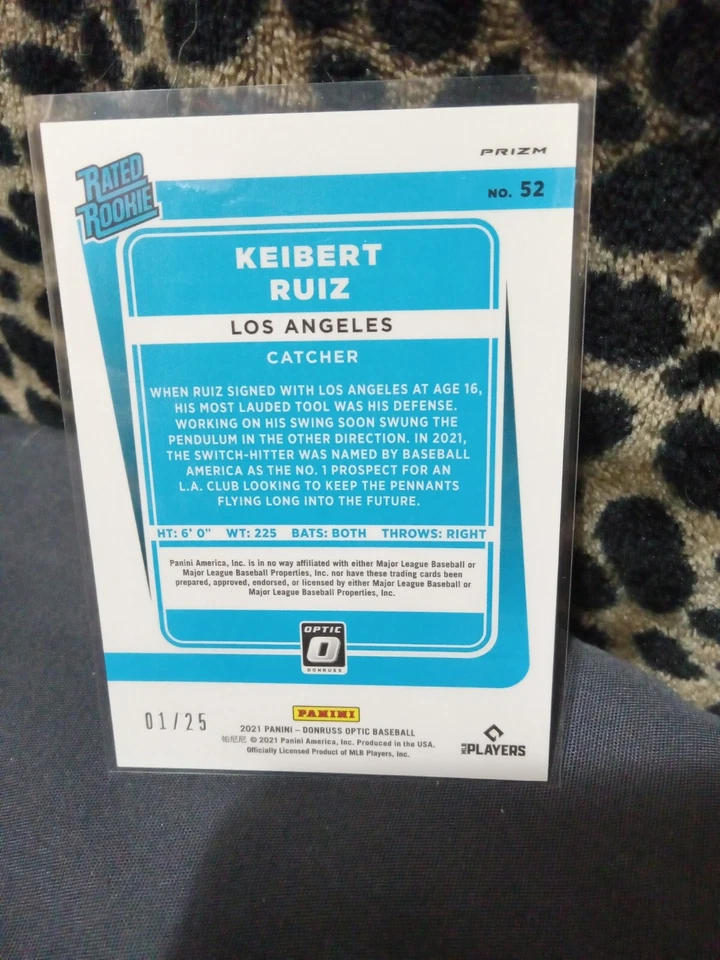 RATED
ROOKIE
PRIZM
NO. 52
KEIBERT
RUIZ
LOS ANGELES
CATCHER
WHEN RUIZ SIGNED WITH LOS ANGELES AT AGE 16,
HIS MOST LAUDED TOOL WAS HIS DEFENSE.
WORKING ON HIS SWING SOON SWUNG THE
PENDULUM IN THE OTHER DIRECTION. IN 2021,
THE SWITCH-HITTER WAS NAMED BY BASEBALL
AMERICA AS THE NO. 1 PROSPECT FOR AN
L.A. CLUB LOOKING TO KEEP THE PENNANTS
FLYING LONG INTO THE FUTURE.
HT: 6' 0" WT: 225 BATS: BOTH THROWS: RIGHT
Panini America, Inc. is in no way affiliated with either Major League Baseball or
Major League Baseball Properties, Inc. nor have these trading cards been
prepared, approved, endorsed, or licensed by either Major League Baseball or
Major League Baseball Properties, Inc.
OPTIC
O
DONRUSS
01/25
PANINI
2021 PANINI – DONRUSS OPTIC BASEBALL
帕尼尼 © 2021 Panini America, Inc. Produced in the USA.
Officially Licensed Product of MLB Players, Inc.
MLB PLAYERS